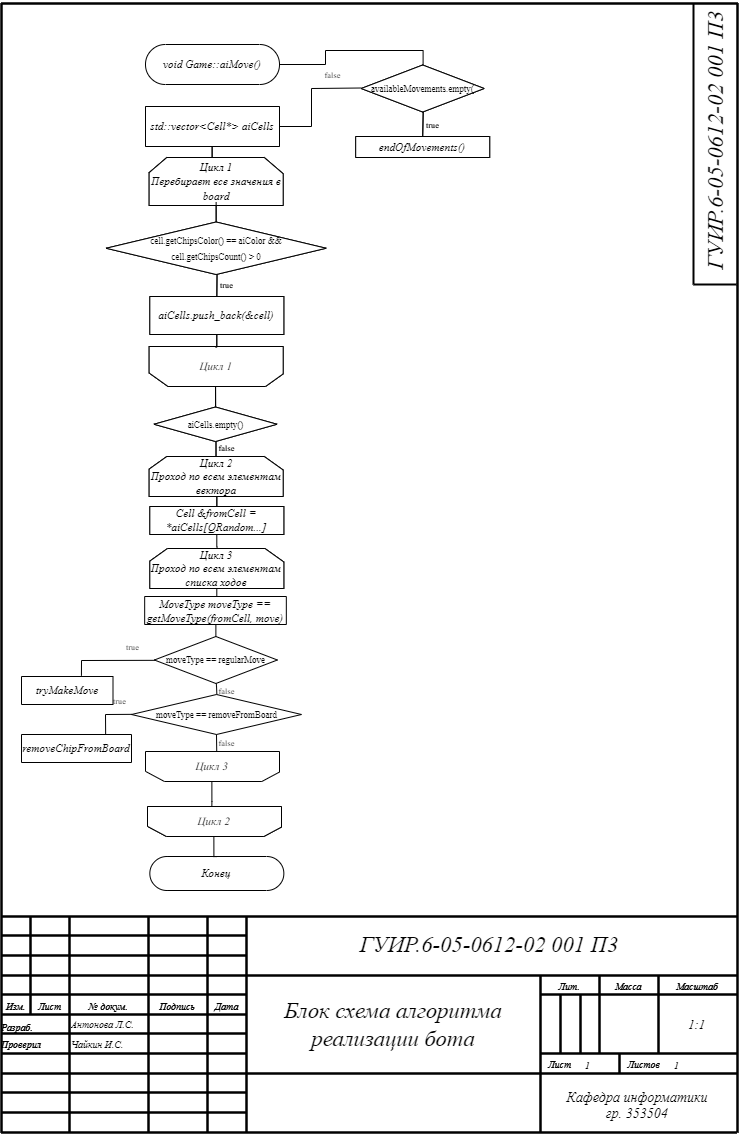 ГУИР.6-05-0612-02 001 ПЗ
void Game::aiMove()
false
availableMovements.empty(
true
endOfMovements()
std::vector<Cell*> aiCells
Цикл 1
Перебирает все значения в
board
cell.getChipsColor() == aiColor &&
cell.getChipsCount() > 0
true
aiCells.push_back(&cell)
Цикл 1
aiCells.empty()
false
Цикл 2
Проход по всем элементам
вектора
Cell &fromCell =
*aiCells[QRandom...]
Цикл 3
Проход по всем элементам
списка ходов
MoveType moveType ==
getMoveType(fromCell, move)
true
moveType == regularMove
tryMakeMove
false
true
moveType == removeFromBoard
removeChipFromBoard
false
Цикл 3
Цикл 2
Конец
ГУИР.6-05-0612-02 001 ПЗ
Изм. Лист № докум. Подпись Дата
Разраб. Антонова Л.С.
Проверил Чайкин И.С.
Блок схема алгоритма
реализации бота
Лит. Масса Масштаб
1:1
Лист 1 Листов 1
Кафедра информатики
гр. 353504